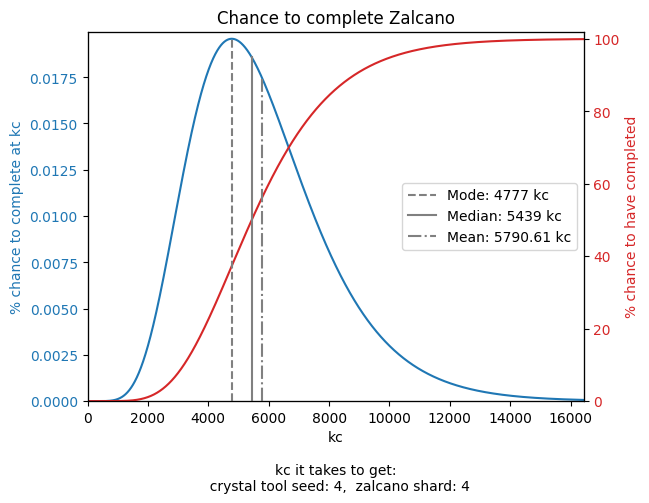 Chance to complete Zalcano
% chance to complete at kc
0.0175
0.0150
0.0125
0.0100
0.0075
0.0050
0.0025
0.0000
100
80
60
40
20
0
% chance to have completed
Mode: 4777 kc
Median: 5439 kc
Mean: 5790.61 kc
0 2000 4000 6000 8000 10000 12000 14000 16000
kc
kc it takes to get:
crystal tool seed: 4, zalcano shard: 4